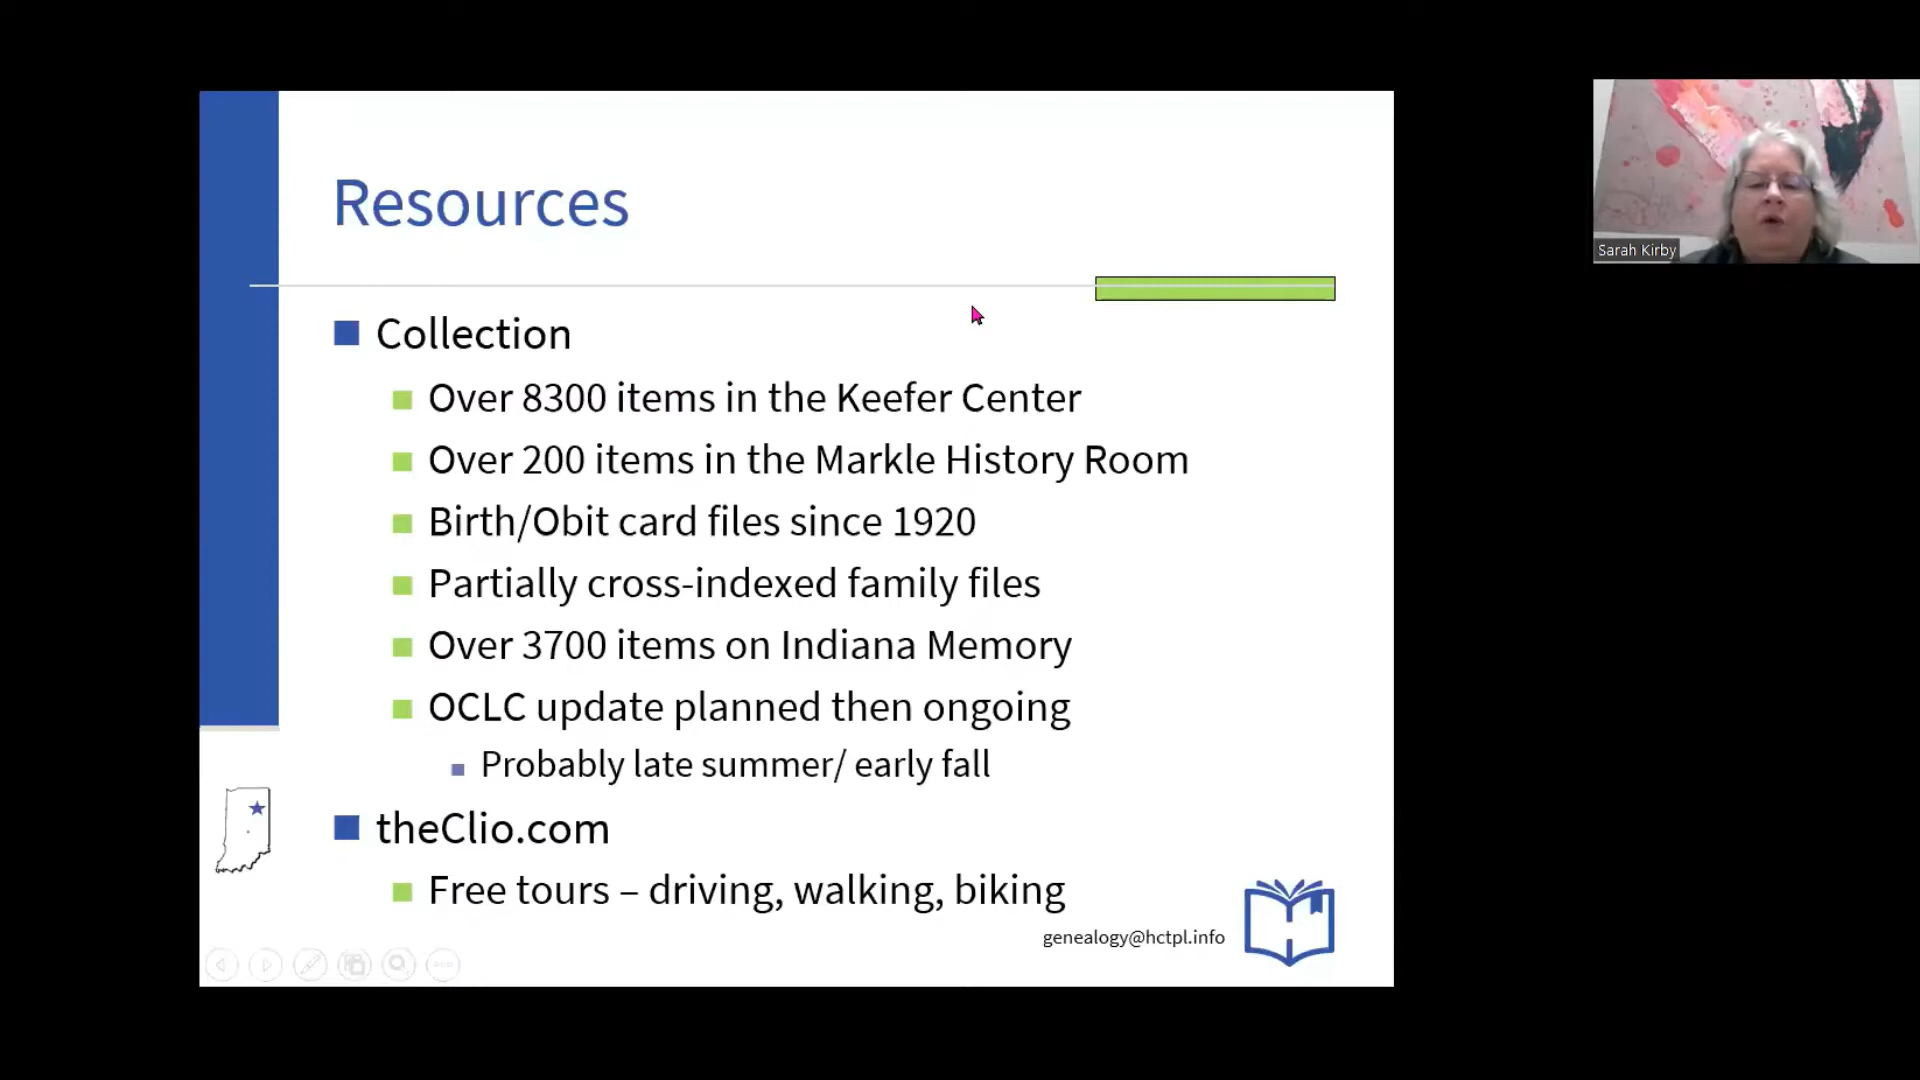 Resources
Collection
Over 8300 items in the Keefer Center
Over 200 items in the Markle History Room
Birth/Obit card files since 1920
Partially cross-indexed family files
Over 3700 items on Indiana Memory
OCLC update planned then ongoing
Probably late summer/ early fall
theClio.com
Free tours – driving, walking, biking
genealogy@hctpl.info
Sarah Kirby